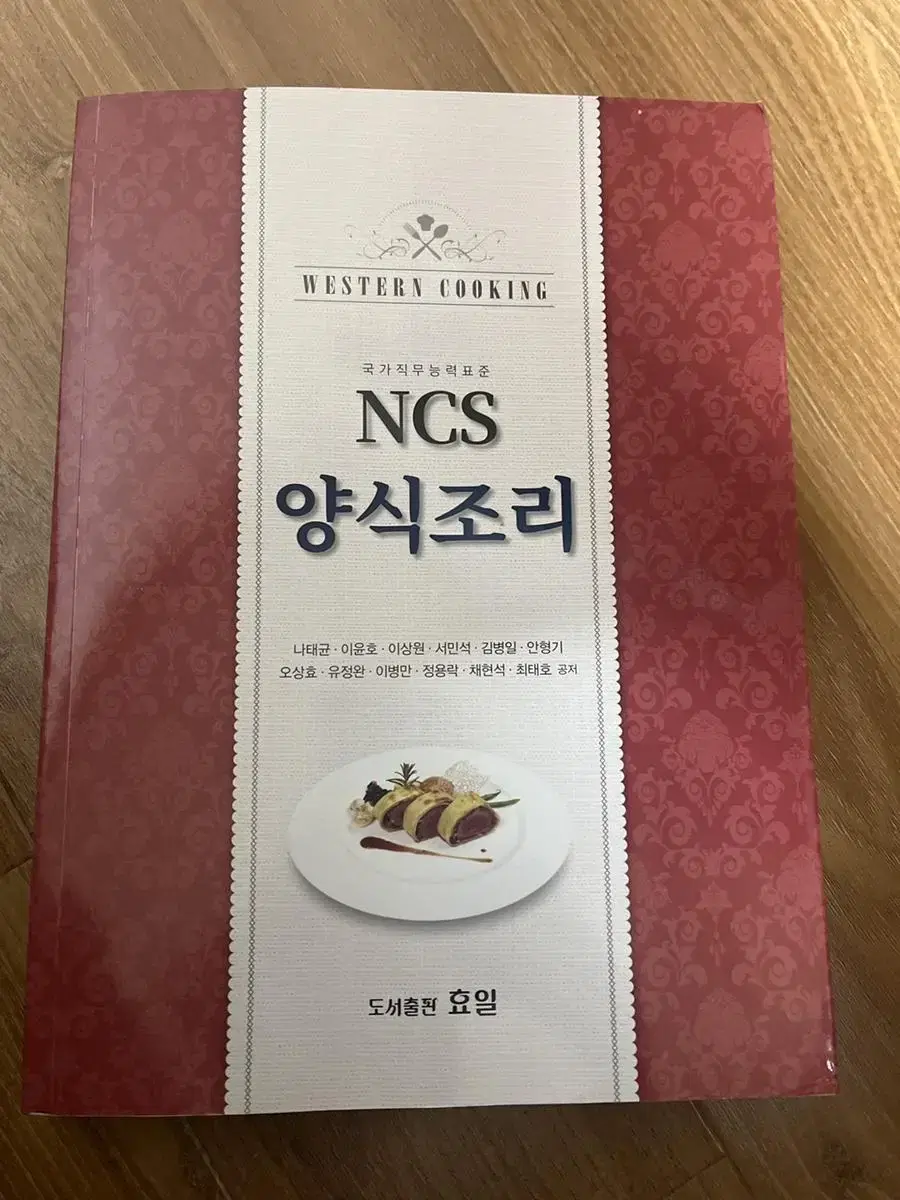 WESTERN COOKING
국가직무능력표준
NCS
양식조리
나태균 · 이윤호 · 이상원 · 서민석 · 김병일 · 안형기
오상효 · 유정완 · 이병만 · 정용락 · 채현석 · 최태호 공저
도서출판 효일